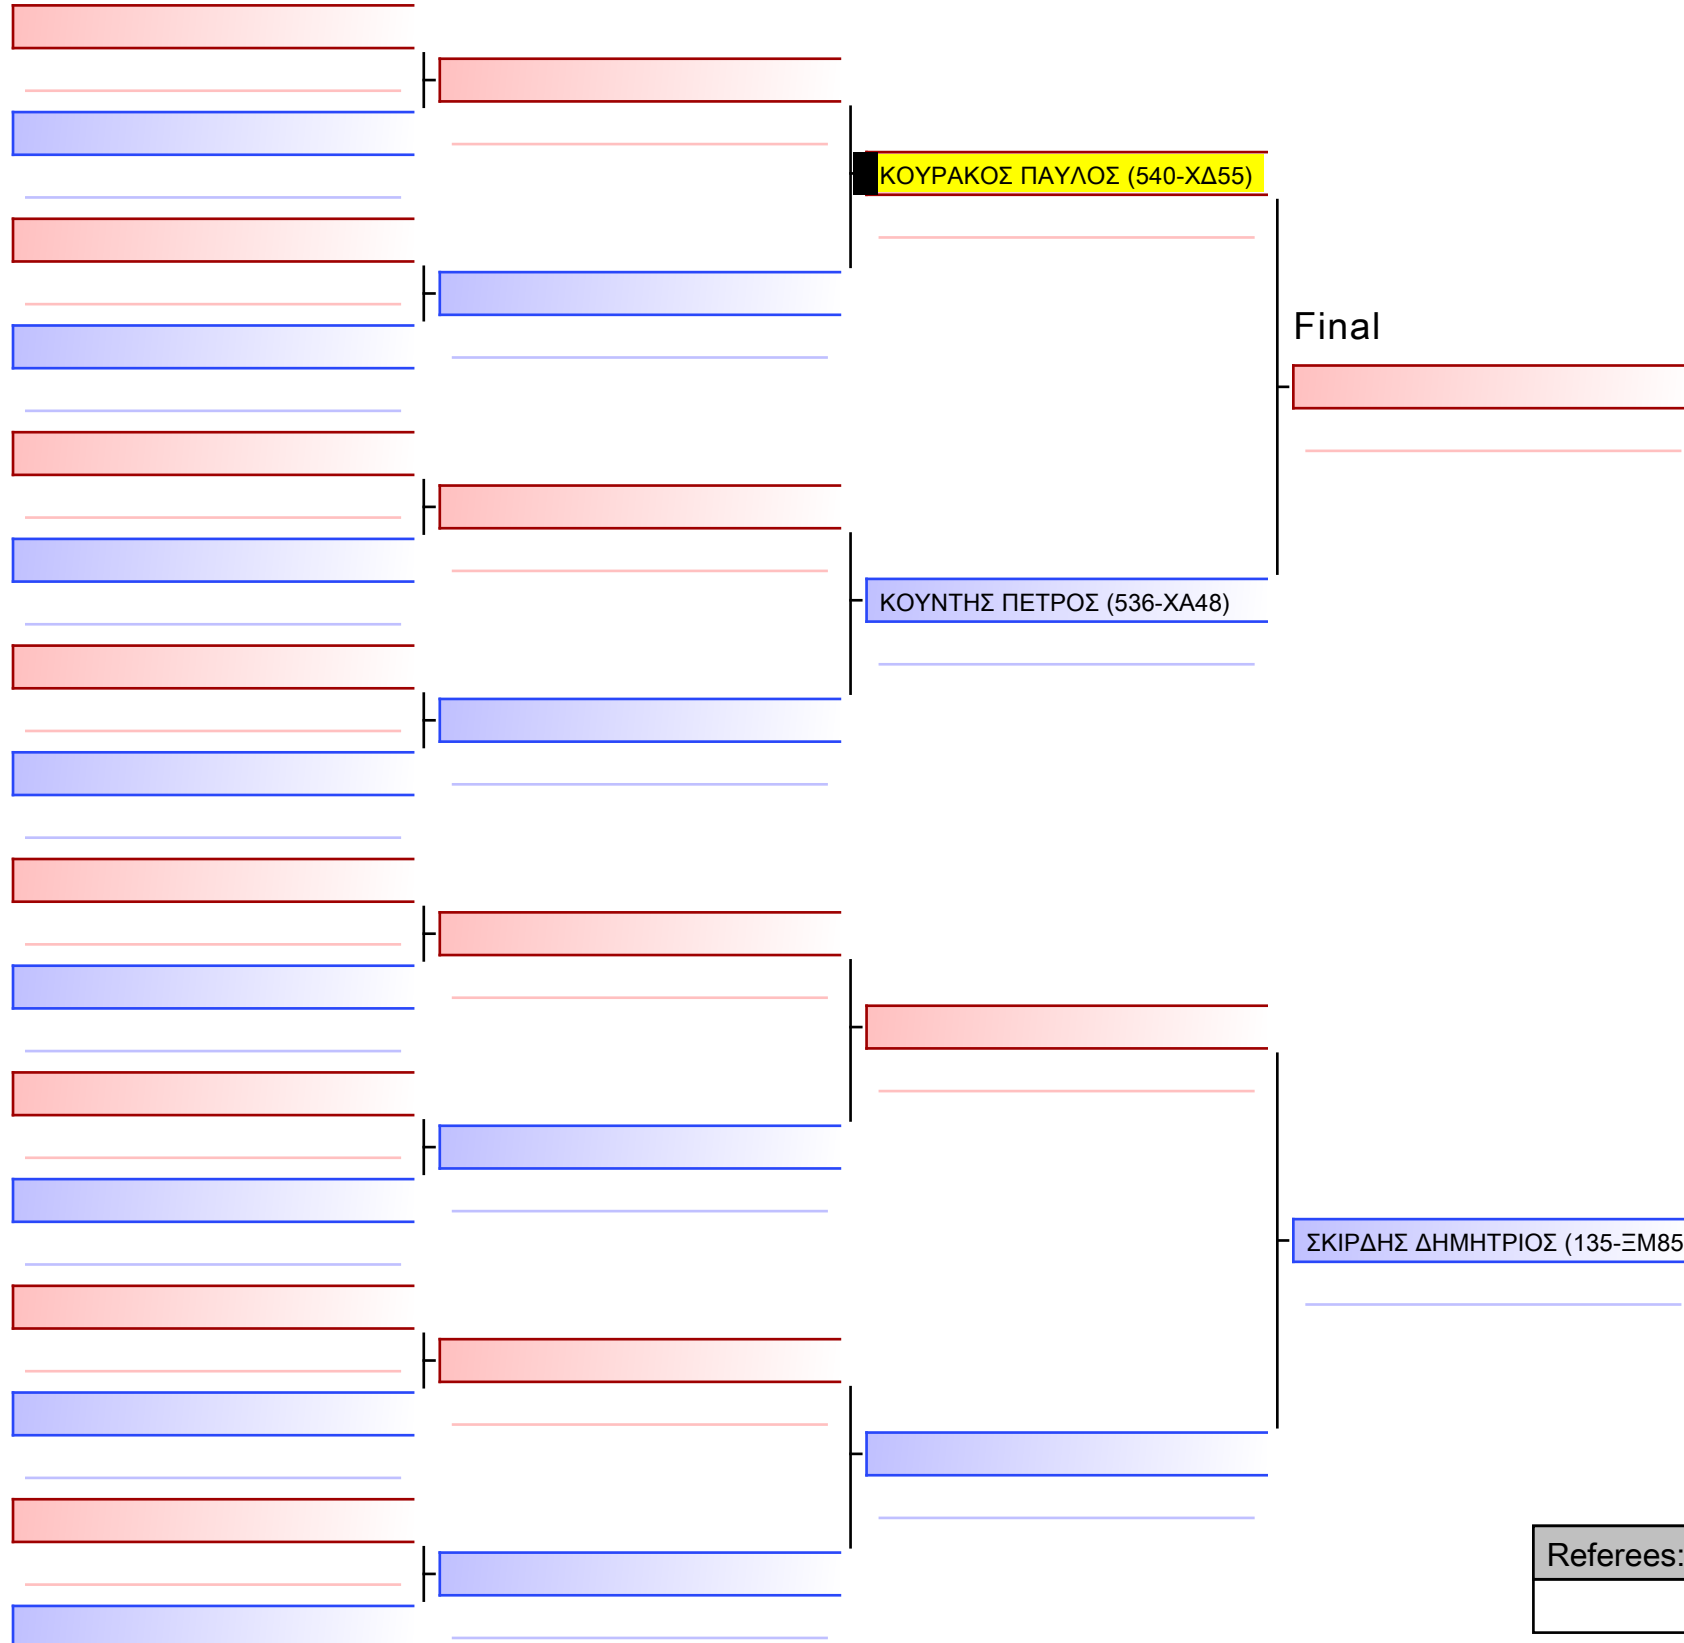 ΚΟΥΡΑΚΟΣ ΠΑΥΛΟΣ (540-ΧΔ55)
Final
ΚΟΥΝΤΗΣ ΠΕΤΡΟΣ (536-ΧΑ48)
ΣΚΙΡΔΗΣ ΔΗΜΗΤΡΙΟΣ (135-ΞΜ85
Referees: